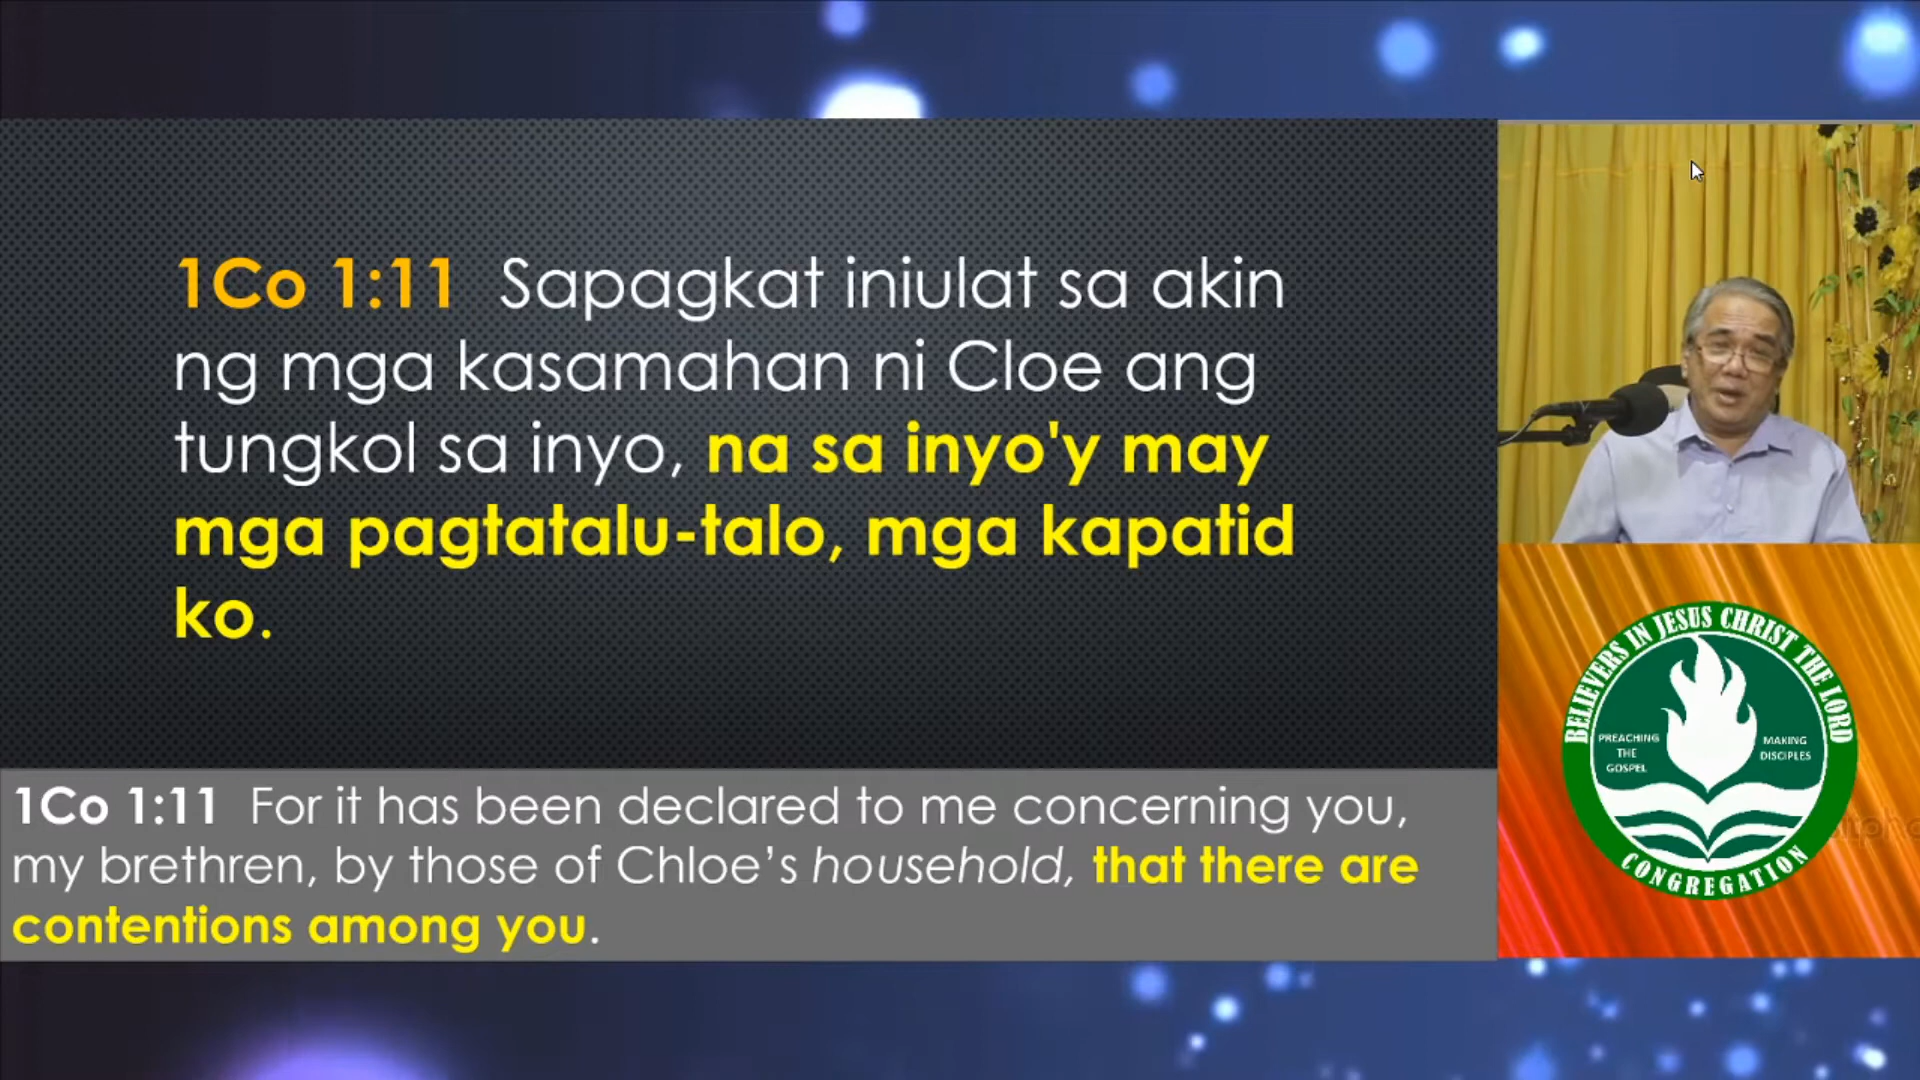 1Co 1:11 Sapagkat iniulat sa akin
ng mga kasamahan ni Cloe ang
tungkol sa inyo, na sa inyo'y may
mga pagtatalu-talo, mga kapatid
ko.
1Co 1:11 For it has been declared to me concerning you,
my brethren, by those of Chloe’s household, that there are
contentions among you.
BELIEVERS IN JESUS CHRIST THE LORD
PREACHING
THE
GOSPEL
MAKING
DISCIPLES
CONGREGATION